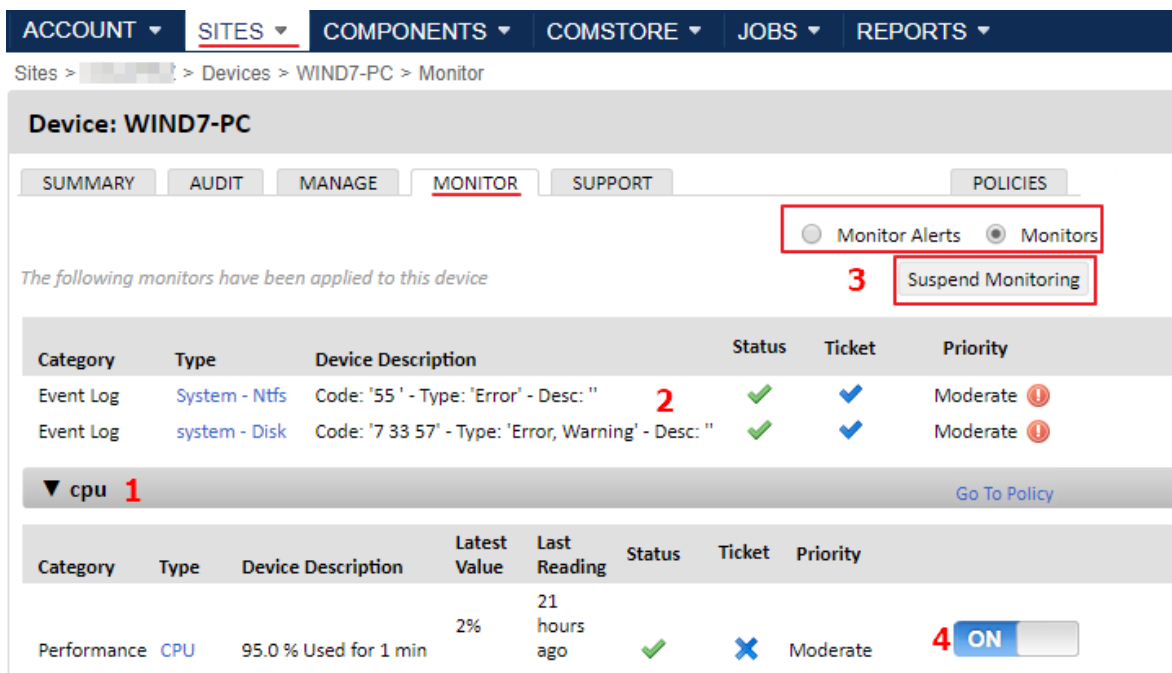 ACCOUNT SITES COMPONENTS COMSTORE JOBS REPORTS
Sites > > Devices > WIND7-PC > Monitor
Device: WIND7-PC
SUMMARY AUDIT MANAGE MONITOR SUPPORT POLICIES
Monitor Alerts Monitors
The following monitors have been applied to this device 3 Suspend Monitoring
Category Type Device Description Status Ticket Priority
Event Log System - Ntfs Code: '55 ' - Type: 'Error' - Desc: '' 2 Moderate
Event Log system - Disk Code: '7 33 57' - Type: 'Error, Warning' - Desc: '' Moderate
cpu 1 Go To Policy
Category Type Device Description Latest Value Last Reading Status Ticket Priority
Performance CPU 95.0 % Used for 1 min 2% 21 hours ago Moderate 4 ON